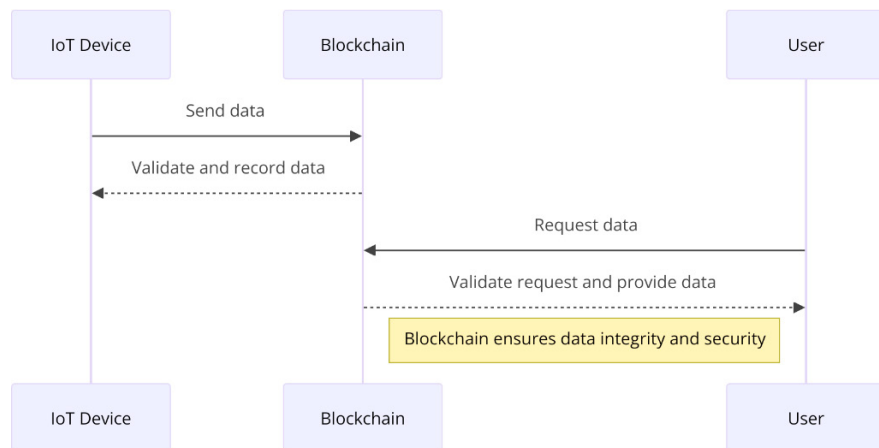 IoT Device
Blockchain
User
Send data
Validate and record data
Request data
Validate request and provide data
Blockchain ensures data integrity and security
IoT Device
Blockchain
User